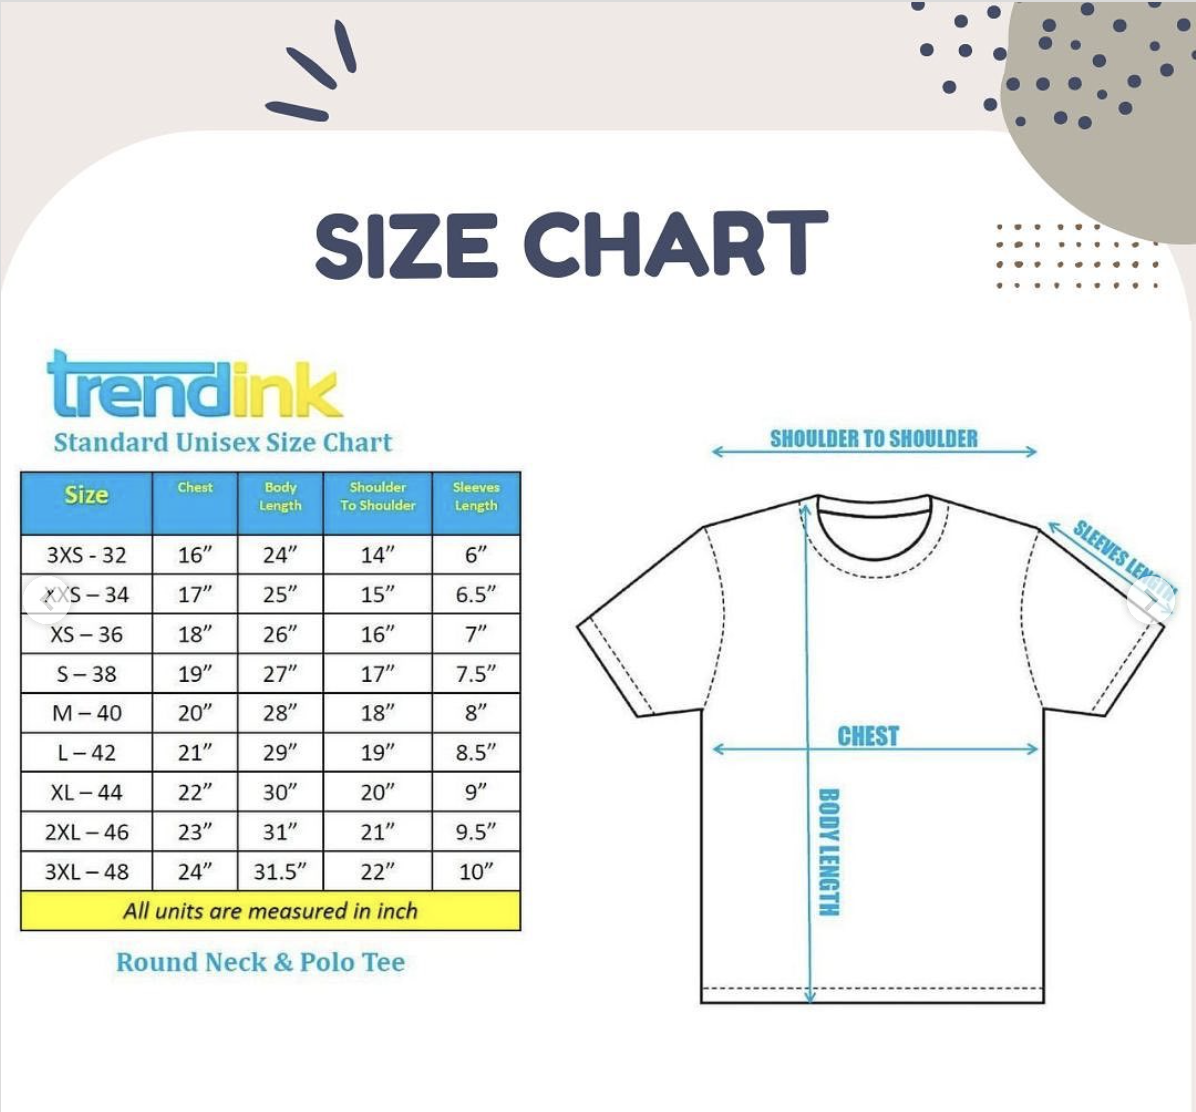 SIZE CHART
trendink
Standard Unisex Size Chart
Size Chest Body Length Shoulder To Shoulder Sleeves Length
3XS - 32 16” 24” 14” 6”
XXS – 34 17” 25” 15” 6.5”
XS – 36 18” 26” 16” 7”
S – 38 19” 27” 17” 7.5”
M – 40 20” 28” 18” 8”
L – 42 21” 29” 19” 8.5”
XL – 44 22” 30” 20” 9”
2XL – 46 23” 31” 21” 9.5”
3XL – 48 24” 31.5” 22” 10”
All units are measured in inch
Round Neck & Polo Tee
SHOULDER TO SHOULDER
SLEEVES LENGTH
CHEST
BODY LENGTH